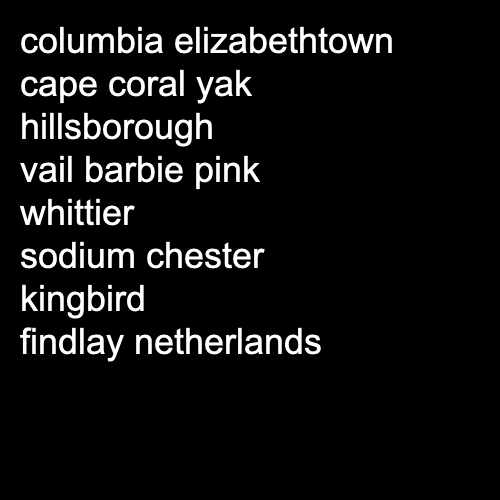 columbia elizabethtown
cape coral yak
hillsborough
vail barbie pink
whittier
sodium chester
kingbird
findlay netherlands